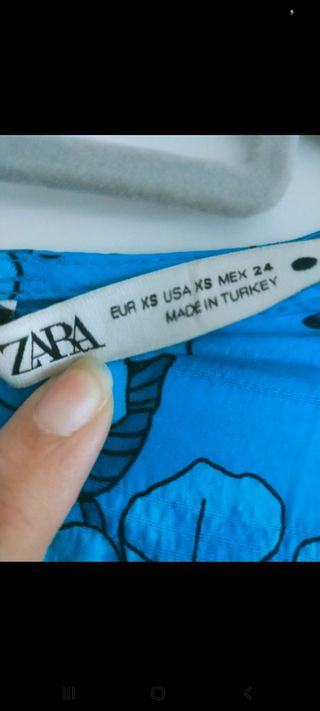 ZARA
EUR XS USA XS MEX 24
MADE IN TURKEY